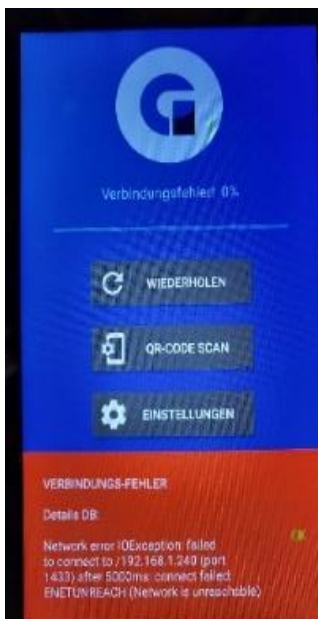 Verbindungsfehler! 0%
WIEDERHOLEN
QR-CODE SCAN
EINSTELLUNGEN
VERBINDUNGS-FEHLER
Details DB:
OK
Network error IOException: failed
to connect to /192.168.1.240 (port
1433) after 5000ms: connect failed:
ENETUNREACH (Network is unreachable)